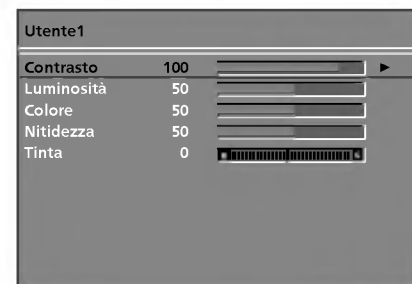 Utente1
Contrasto 100
Luminosità 50
Colore 50
Nitidezza 50
Tinta 0